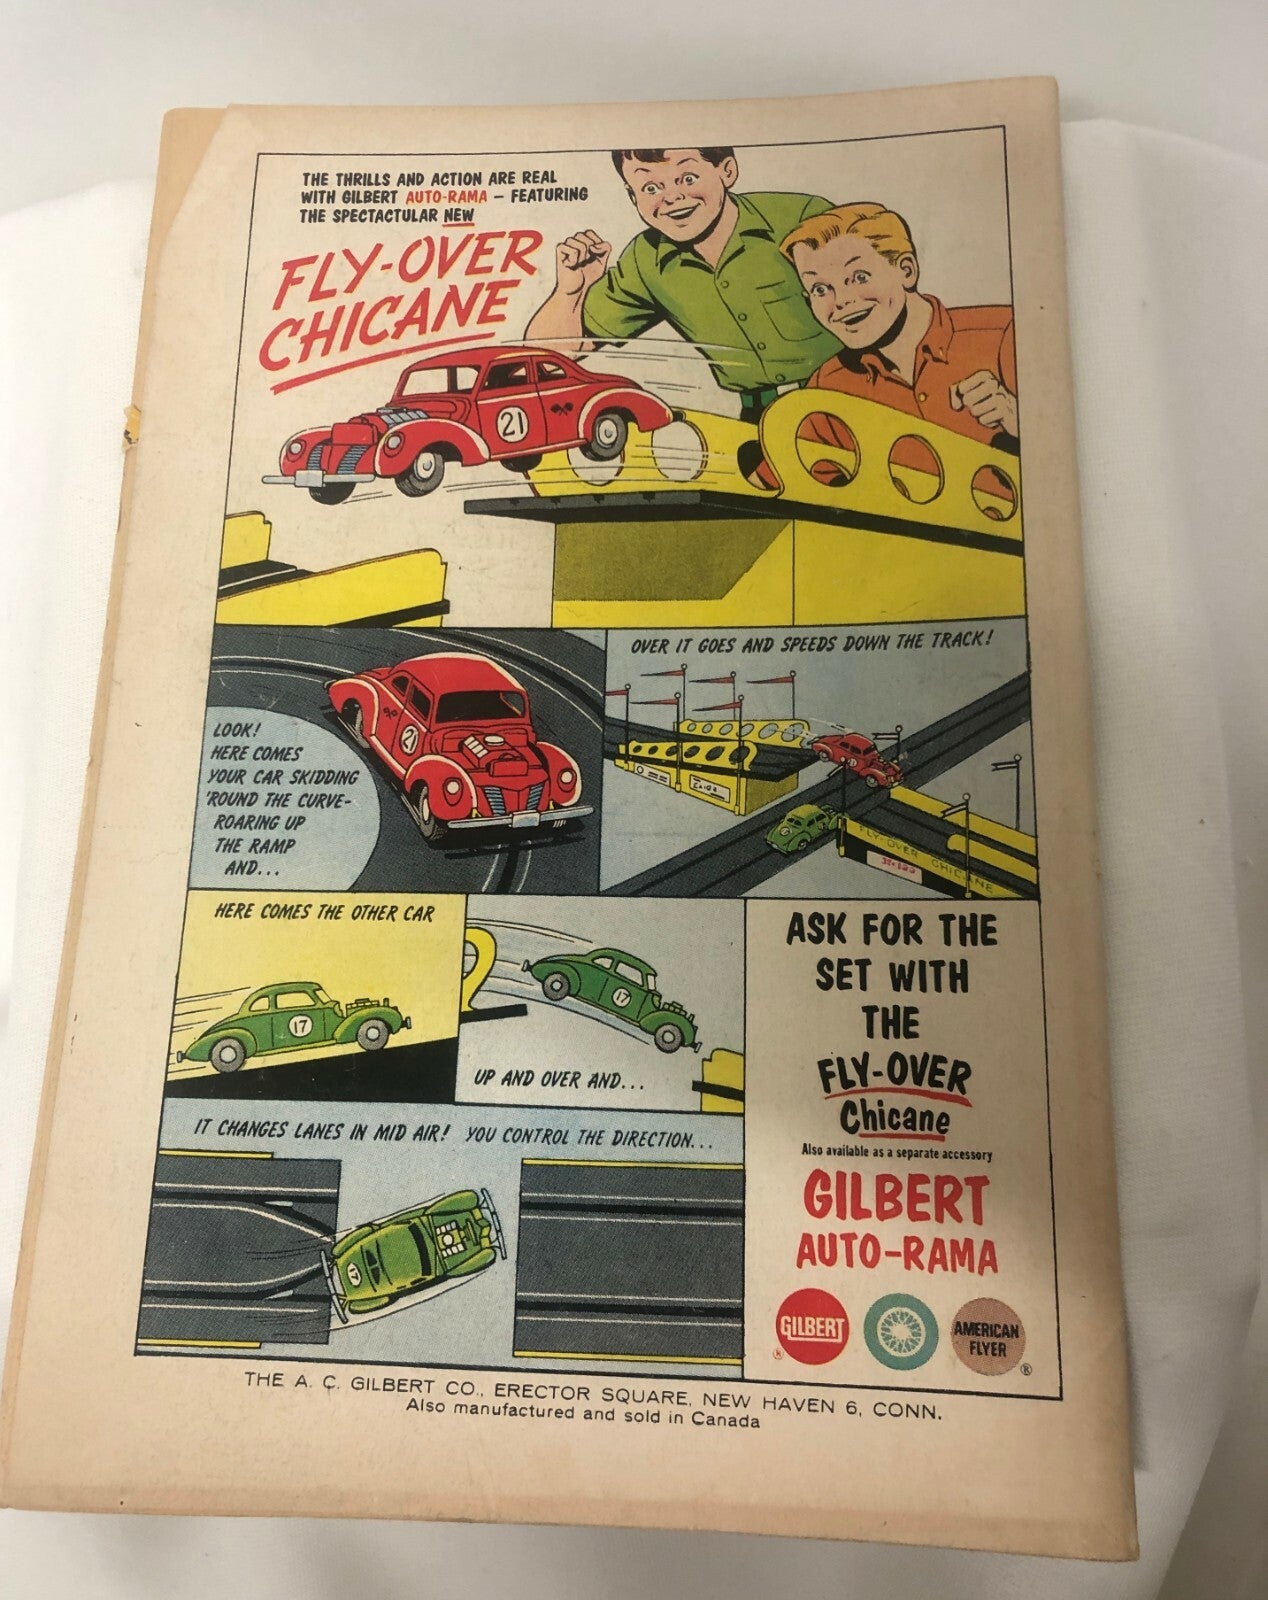 THE THRILLS AND ACTION ARE REAL
WITH GILBERT AUTO-RAMA – FEATURING
THE SPECTACTULAR NEW
FLY-OVER
CHICANE
21
LOOK!
HERE COMES
YOUR CAR SKIDDING
'ROUND THE CURVE-
ROARING UP
THE RAMP
AND...
21
OVER IT GOES AND SPEEDS DOWN THE TRACK!
FLY-OVER CHICANE
HERE COMES THE OTHER CAR
17
17
UP AND OVER AND...
IT CHANGES LANES IN MID AIR! YOU CONTROL THE DIRECTION...
17
ASK FOR THE
SET WITH
THE
FLY-OVER
Chicane
Also available as a separate accessory
GILBERT
AUTO-RAMA
GILBERT
®
AMERICAN
FLYER
®
THE A. C. GILBERT CO., ERECTOR SQUARE, NEW HAVEN 6, CONN.
Also manufactured and sold in Canada